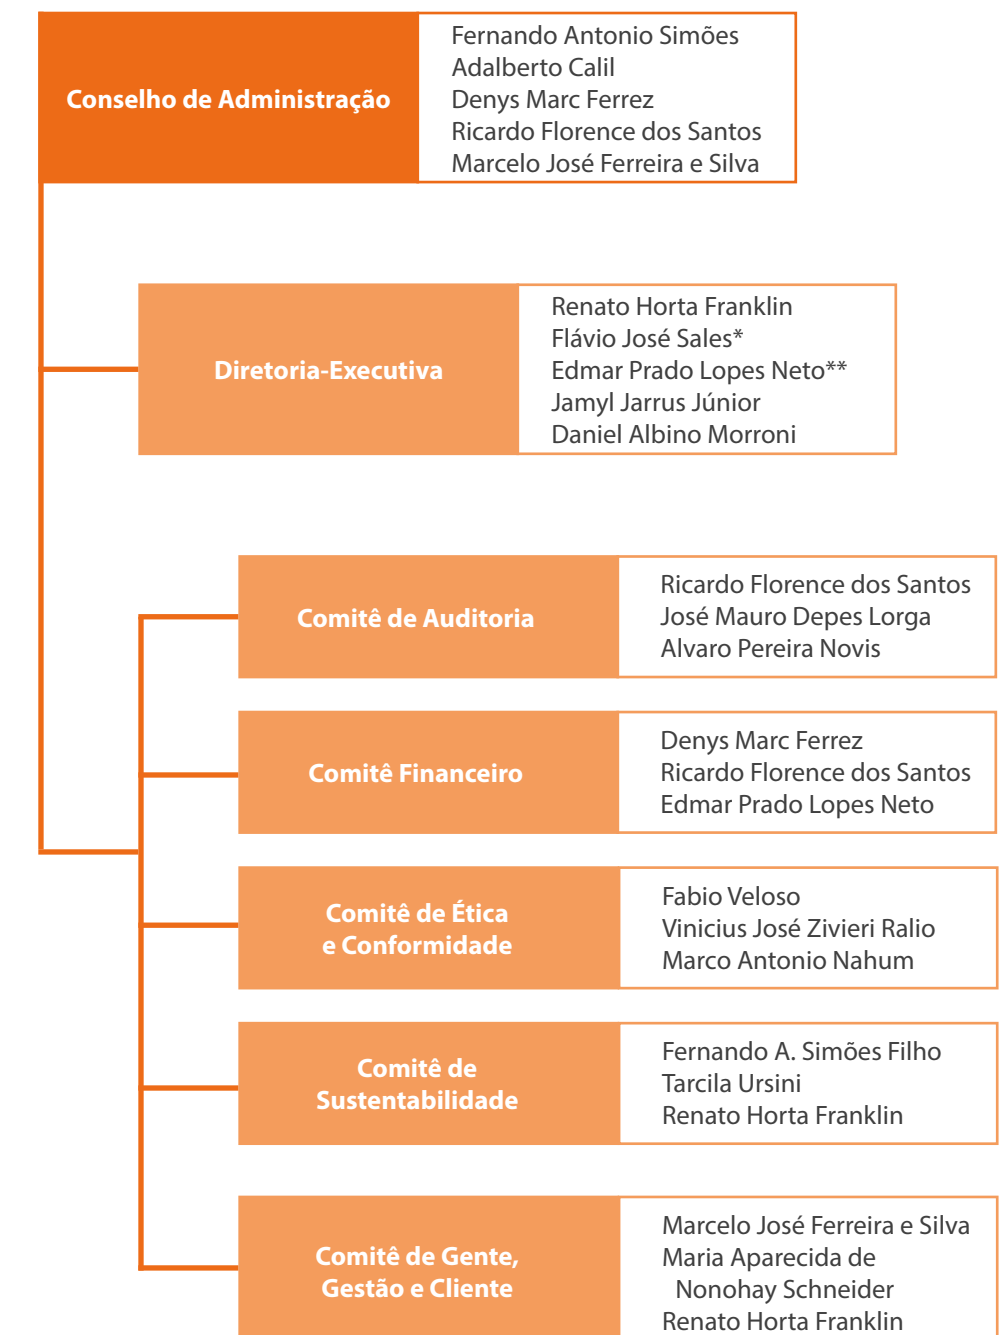 Conselho de Administração
Fernando Antonio Simões
Adalberto Calil
Denys Marc Ferrez
Ricardo Florence dos Santos
Marcelo José Ferreira e Silva
Diretoria-Executiva
Renato Horta Franklin
Flávio José Sales*
Edmar Prado Lopes Neto**
Jamyl Jarrus Júnior
Daniel Albino Morroni
Comitê de Auditoria
Ricardo Florence dos Santos
José Mauro Depes Lorga
Alvaro Pereira Novis
Comitê Financeiro
Denys Marc Ferrez
Ricardo Florence dos Santos
Edmar Prado Lopes Neto
Comitê de Ética
e Conformidade
Fabio Veloso
Vinicius José Zivieri Ralio
Marco Antonio Nahum
Comitê de
Sustentabilidade
Fernando A. Simões Filho
Tarcila Ursini
Renato Horta Franklin
Comitê de Gente,
Gestão e Cliente
Marcelo José Ferreira e Silva
Maria Aparecida de
Nonohay Schneider
Renato Horta Franklin